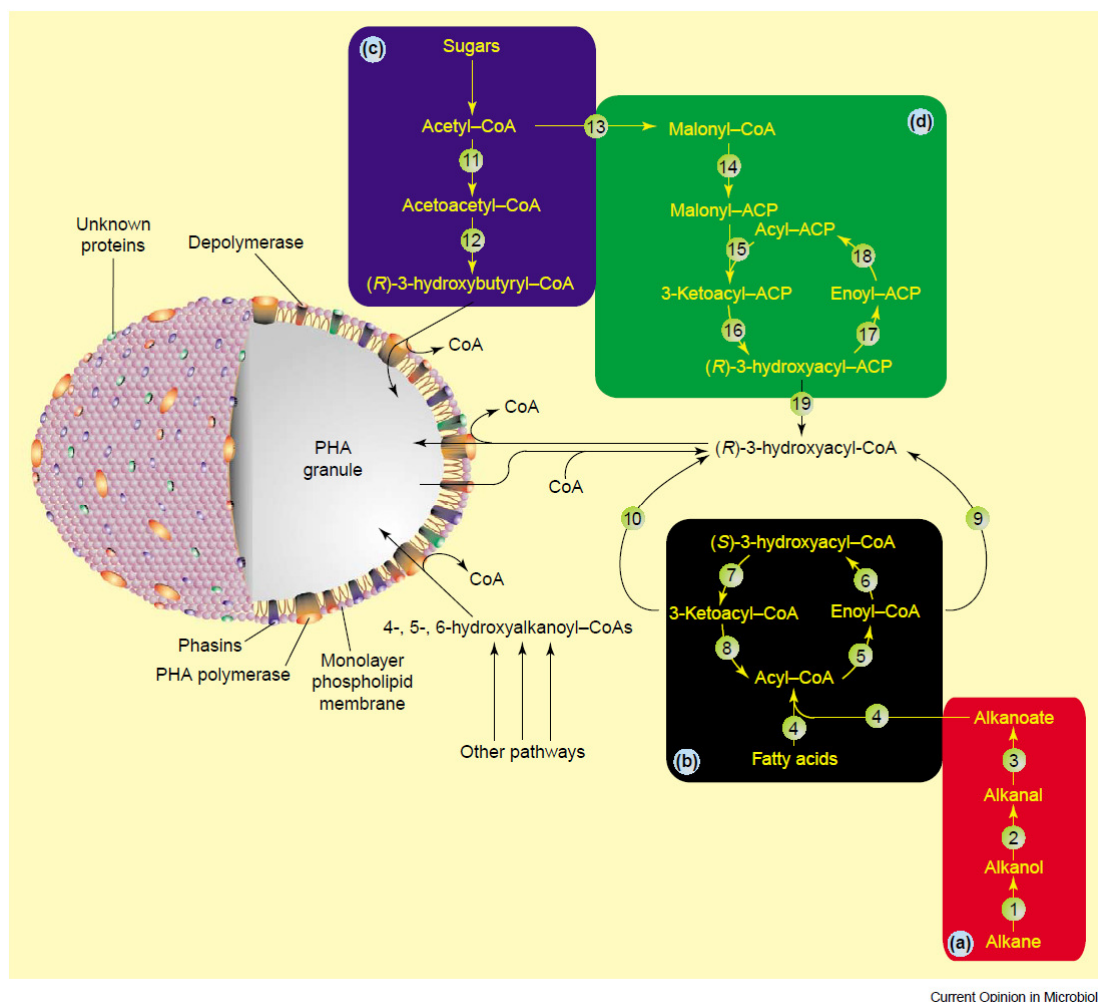 (c)
Sugars
Acetyl–CoA
13
Malonyl–CoA
(d)
11
14
Acetoacetyl–CoA
Malonyl–ACP
12
15
Acyl–ACP
18
(R)-3-hydroxybutyryl–CoA
3-Ketoacyl–ACP
Enoyl–ACP
16
17
(R)-3-hydroxyacyl–ACP
19
Unknown
proteins
Depolymerase
CoA
CoA
PHA
granule
(R)-3-hydroxyacyl-CoA
CoA
10
9
(S)-3-hydroxyacyl–CoA
7
6
3-Ketoacyl–CoA
Enoyl–CoA
8
5
Acyl–CoA
4
4
Fatty acids
(b)
CoA
4-, 5-, 6-hydroxyalkanoyl–CoAs
Phasins
PHA polymerase
Monolayer
phospholipid
membrane
Other pathways
Alkanoate
3
Alkanal
2
Alkanol
1
(a)
Alkane
Current Opinion in Microbiol